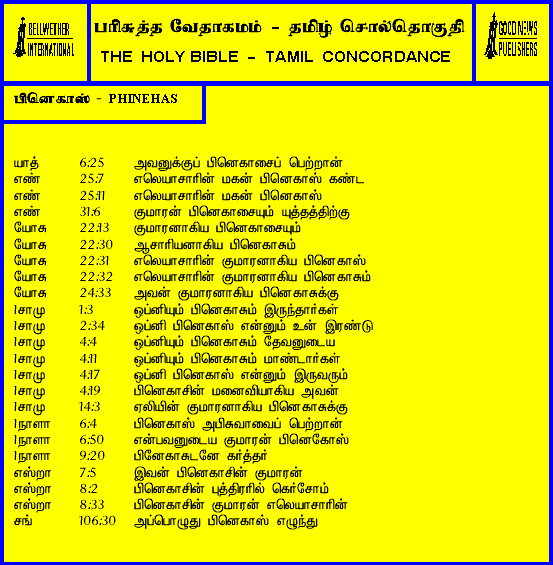 BELLWETHER
INTERNATIONAL
பரிசுத்த வேதாகமம் - தமிழ் சொல்தொகுதி
THE HOLY BIBLE - TAMIL CONCORDANCE
GOOD NEWS
PUBLISHERS
பினெகாஸ் - PHINEHAS
யாத் 6:25 அவனுக்குப் பினெகாசைப் பெற்றான்
எண் 25:7 எலெயாசாரின் மகன் பினெகாஸ் கண்ட
எண் 25:11 எலெயாசாரின் மகன் பினெகாஸ்
எண் 31:6 குமாரன் பினெகாசையும் யுத்தத்திற்கு
யோசு 22:13 குமாரனாகிய பினெகாசையும்
யோசு 22:30 ஆசாரியனாகிய பினெகாசும்
யோசு 22:31 எலெயாசாரின் குமாரனாகிய பினெகாஸ்
யோசு 22:32 எலெயாசாரின் குமாரனாகிய பினெகாசும்
யோசு 24:33 அவன் குமாரனாகிய பினெகாசுக்கு
1சாமு 1:3 ஒப்னியும் பினெகாசும் இருந்தார்கள்
1சாமு 2:34 ஒப்னி பினெகாஸ் என்னும் உன் இரண்டு
1சாமு 4:4 ஒப்னியும் பினெகாசும் தேவனுடைய
1சாமு 4:11 ஒப்னியும் பினெகாசும் மாண்டார்கள்
1சாமு 4:17 ஒப்னி பினெகாஸ் என்னும் இருவரும்
1சாமு 4:19 பினெகாசின் மனைவியாகிய அவன்
1சாமு 14:3 ஏலியின் குமாரனாகிய பினெகாசுக்கு
1நாளா 6:4 பினெகாஸ் அபிசுவாவைப் பெற்றான்
1நாளா 6:50 என்பவனுடைய குமாரன் பினெகோஸ்
1நாளா 9:20 பினேகாசுடனே கர்த்தர்
எஸ்றா 7:5 இவன் பினெகாசின் குமாரன்
எஸ்றா 8:2 பினெகாசின் புத்திரரில் கெர்சோம்
எஸ்றா 8:33 பினெகாசின் குமாரன் எலெயாசாரின்
சங் 106:30 அப்பொழுது பினெகாஸ் எழுந்து